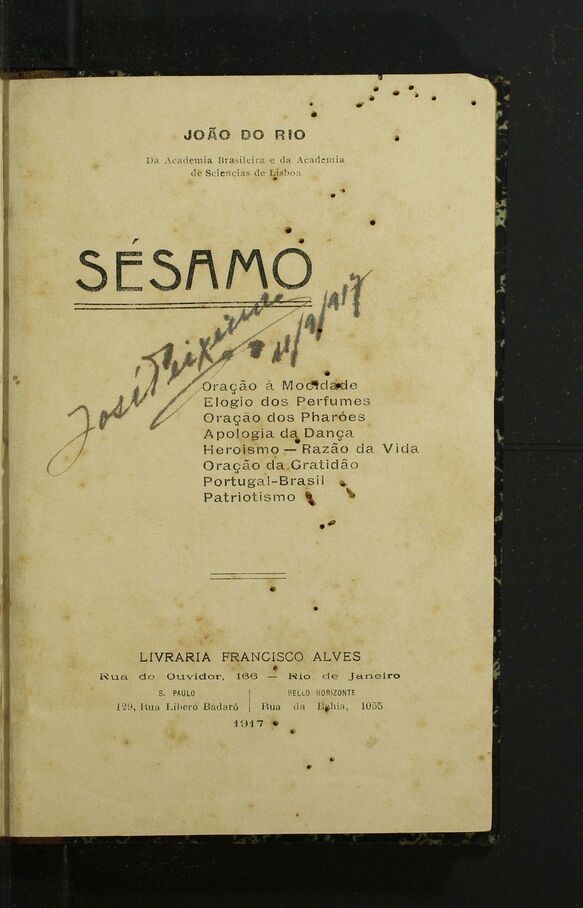 JOÃO DO RIO
Da Academia Brasileira e da Academia
de Sciencias de Lisboa
SÉSAMO
José Teixeira
11/9/917
Oração á Mocidade
Elogio dos Perfumes
Oração dos Pharóes
Apologia da Dança
Heroismo — Razão da Vida
Oração da Gratidão
Portugal-Brasil
Patriotismo
LIVRARIA FRANCISCO ALVES
Rua do Ouvidor, 166 — Rio de Janeiro
S. PAULO
129, Rua Libero Badaró
BELLO HORIZONTE
Rua da Bahia, 1055
1917